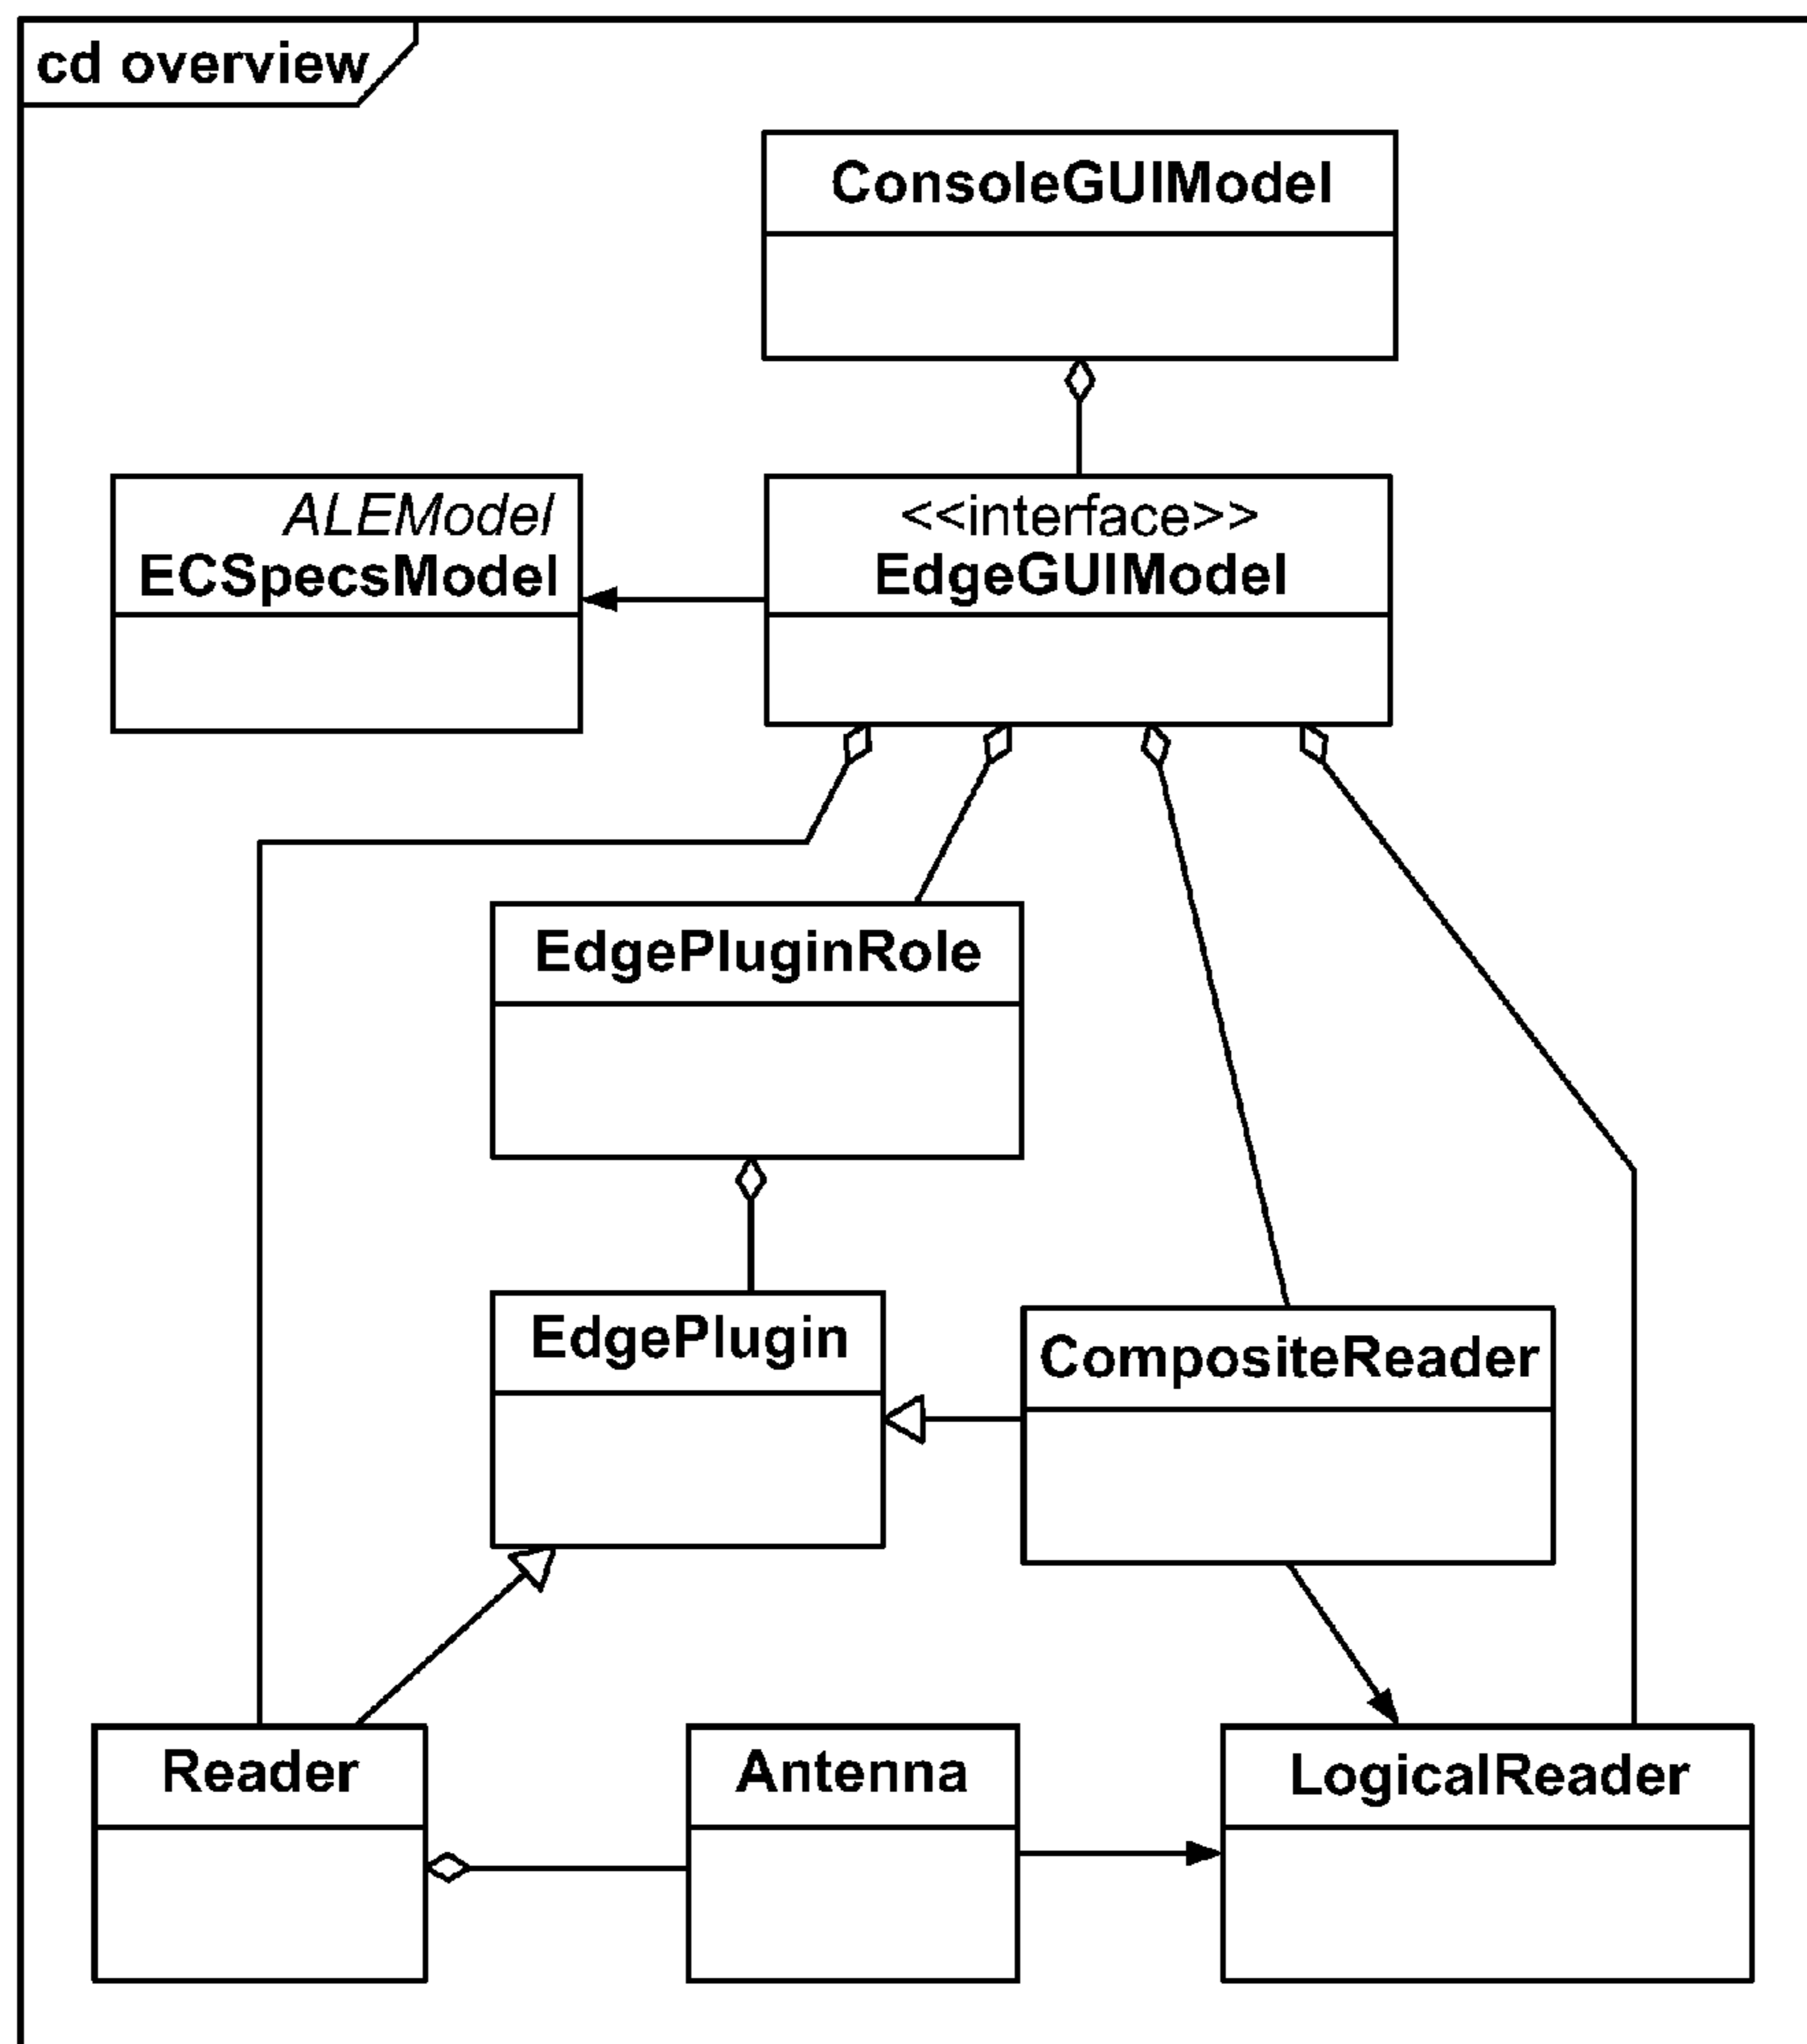 cd overview
ConsoleGUIModel
ALEModel
ECSpecsModel
<<interface>>
EdgeGUIModel
EdgePluginRole
EdgePlugin
CompositeReader
Reader
Antenna
LogicalReader